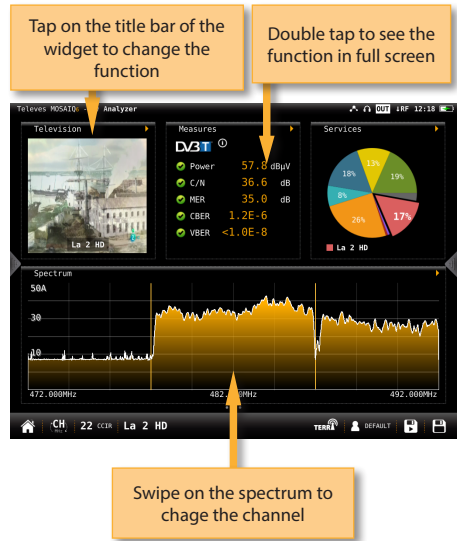 Tap on the title bar of the
widget to change the
function
Double tap to see the
function in full screen
Televes MOSAIQ6 - Analyzer
OUT ↓RF 12:18
Television
La 2 HD
Measures
DVB T
Power 57.8 dBµV
C/N 36.6 dB
MER 35.0 dB
CBER 1.2E-6
VBER <1.0E-8
Services
13%
19%
17%
26%
8%
18%
La 2 HD
Spectrum
50A
30
10
472.000MHz 482. 492.000MHz
CH 22 CCIR La 2 HD TERRA DEFAULT
Swipe on the spectrum to
chage the channel